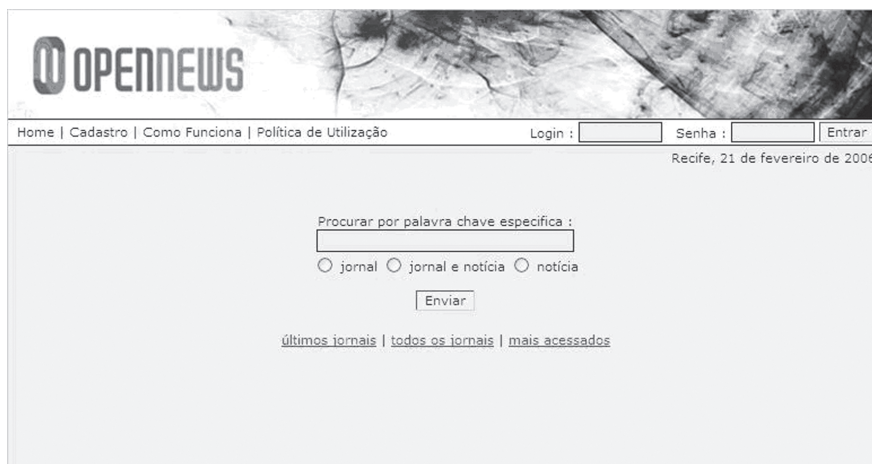 OPENNEWS
Home | Cadastro | Como Funciona | Política de Utilização Login : Senha : Entrar
Recife, 21 de fevereiro de 2006
Procurar por palavra chave especifica :
jornal jornal e notícia notícia
Enviar
últimos jornais | todos os jornais | mais acessados